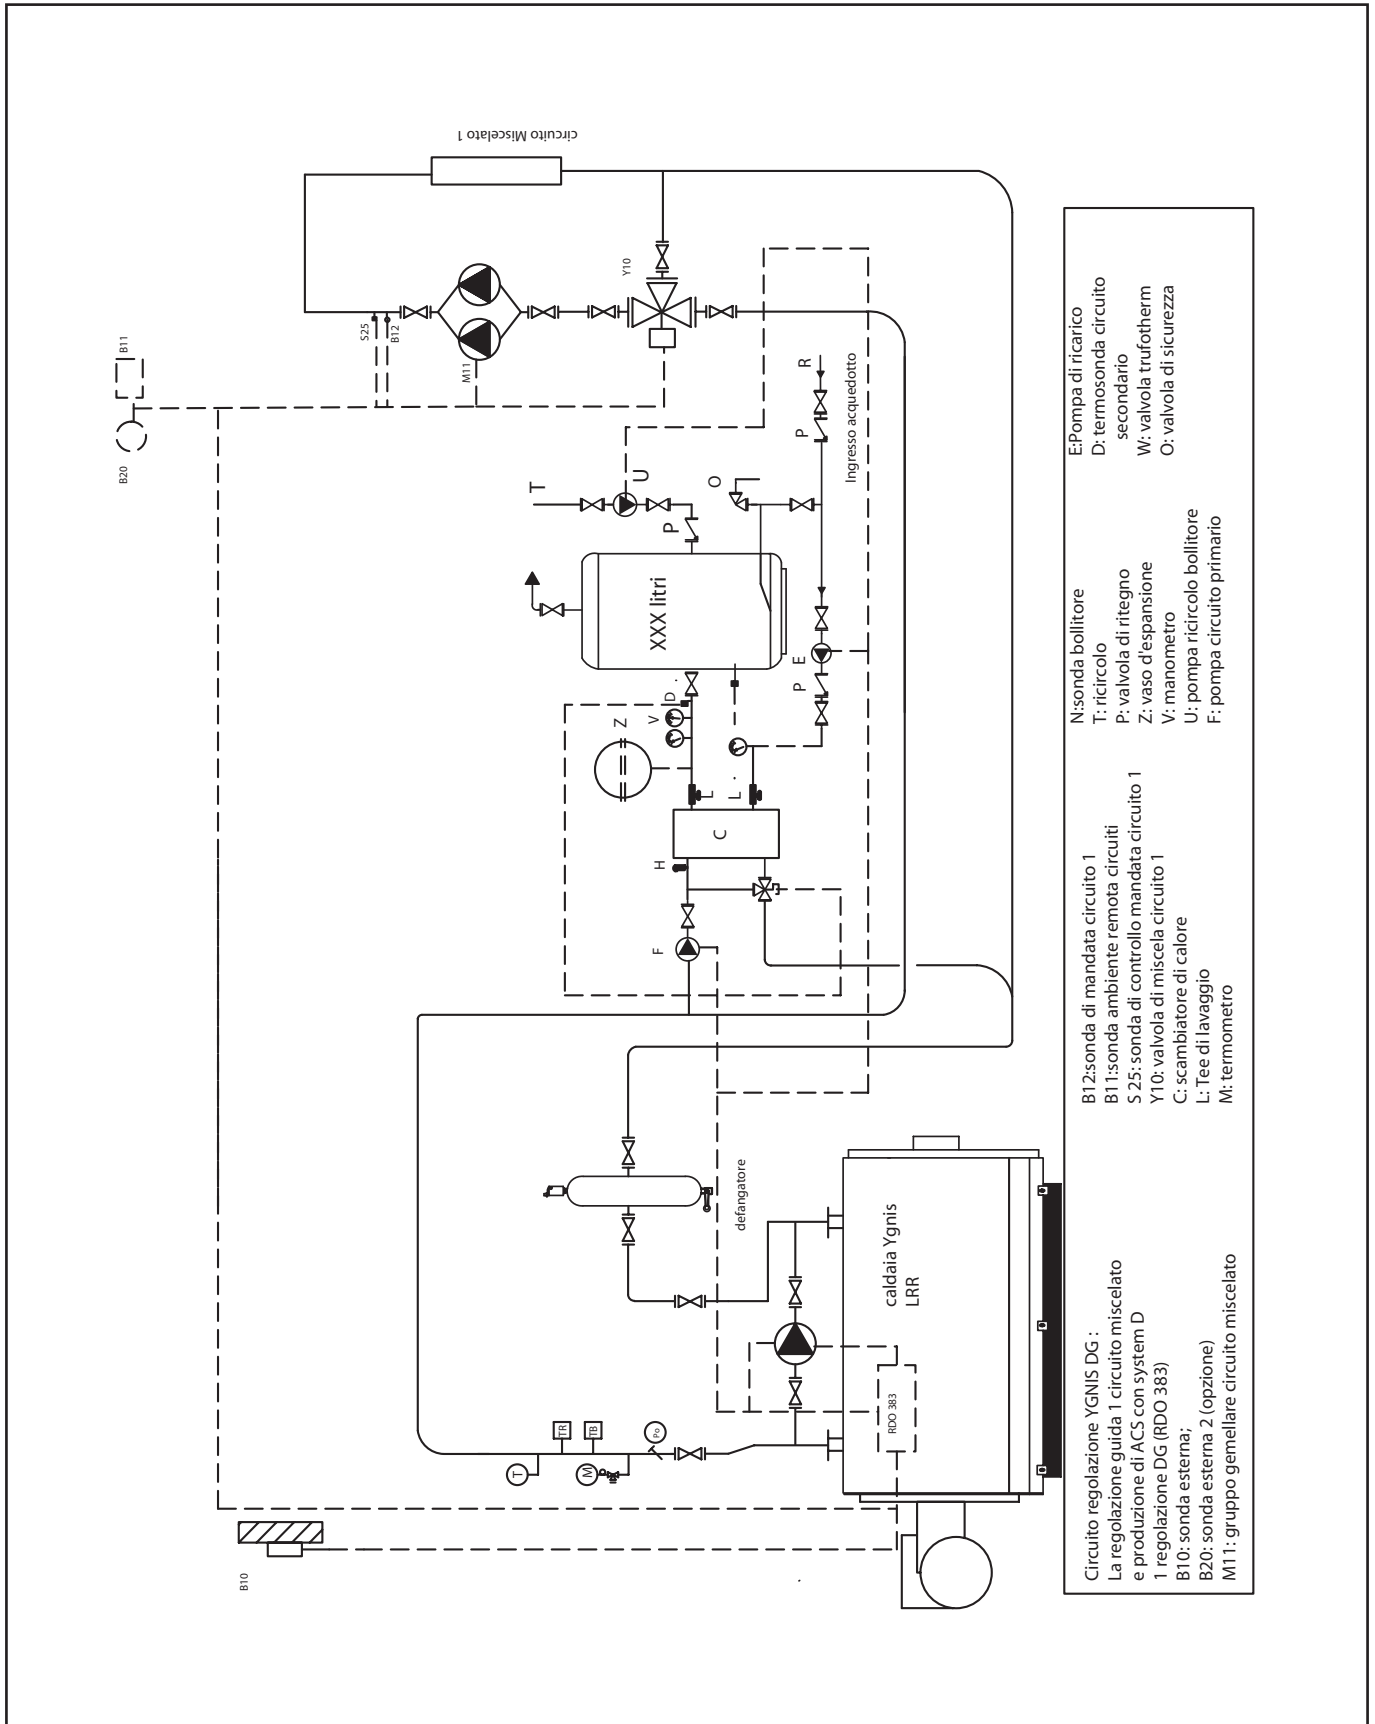 circuito Miscelato 1
B11
B20
S25
B12
M11
Y10
T
U
P
O
P
R
Ingresso acquedotto
XXX litri
E
P
D
V
Z
L
L
C
H
F
defangatore
caldaia Ygnis
LRR
RDO 383
TR
TB
T
M
Po
B10
Circuito regolazione YGNIS DG :
La regolazione guida 1 circuito miscelato
e produzione di ACS con system D
1 regolazione DG (RDO 383)
B10: sonda esterna;
B20: sonda esterna 2 (opzione)
M11: gruppo gemellare circuito miscelato
B12:sonda di mandata circuito 1
B11:sonda ambiente remota circuiti
S 25: sonda di controllo mandata circuito 1
Y10: valvola di miscela circuito 1
C: scambiatore di calore
L: Tee di lavaggio
M: termometro
N:sonda bollitore
T: ricircolo
P: valvola di ritegno
Z: vaso d'espansione
V: manometro
U: pompa ricircolo bollitore
F: pompa circuito primario
E:Pompa di ricarico
D: termosonda circuito
secondario
W: valvola trufotherm
O: valvola di sicurezza